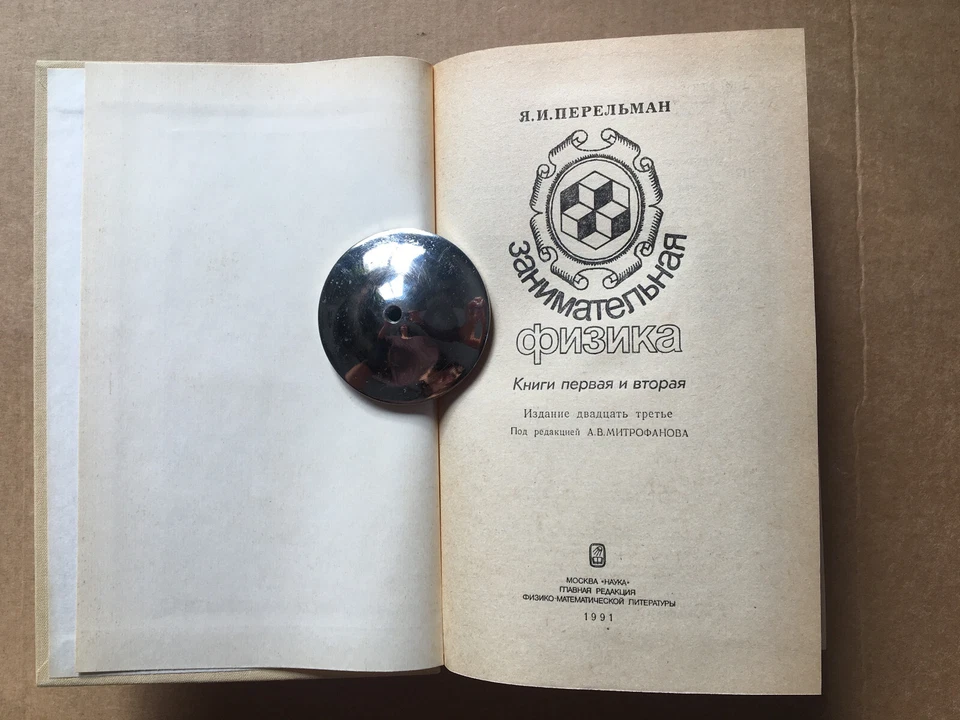 Я.И.ПЕРЕЛЬМАН
занимательная
физика
Книги первая и вторая
Издание двадцать третье
Под редакцией А.В.МИТРОФАНОВА
МОСКВА «НАУКА»
ГЛАВНАЯ РЕДАКЦИЯ
ФИЗИКО-МАТЕМАТИЧЕСКОЙ ЛИТЕРАТУРЫ
1991